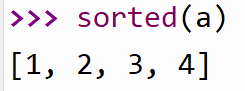 >>> sorted(a)
[1, 2, 3, 4]